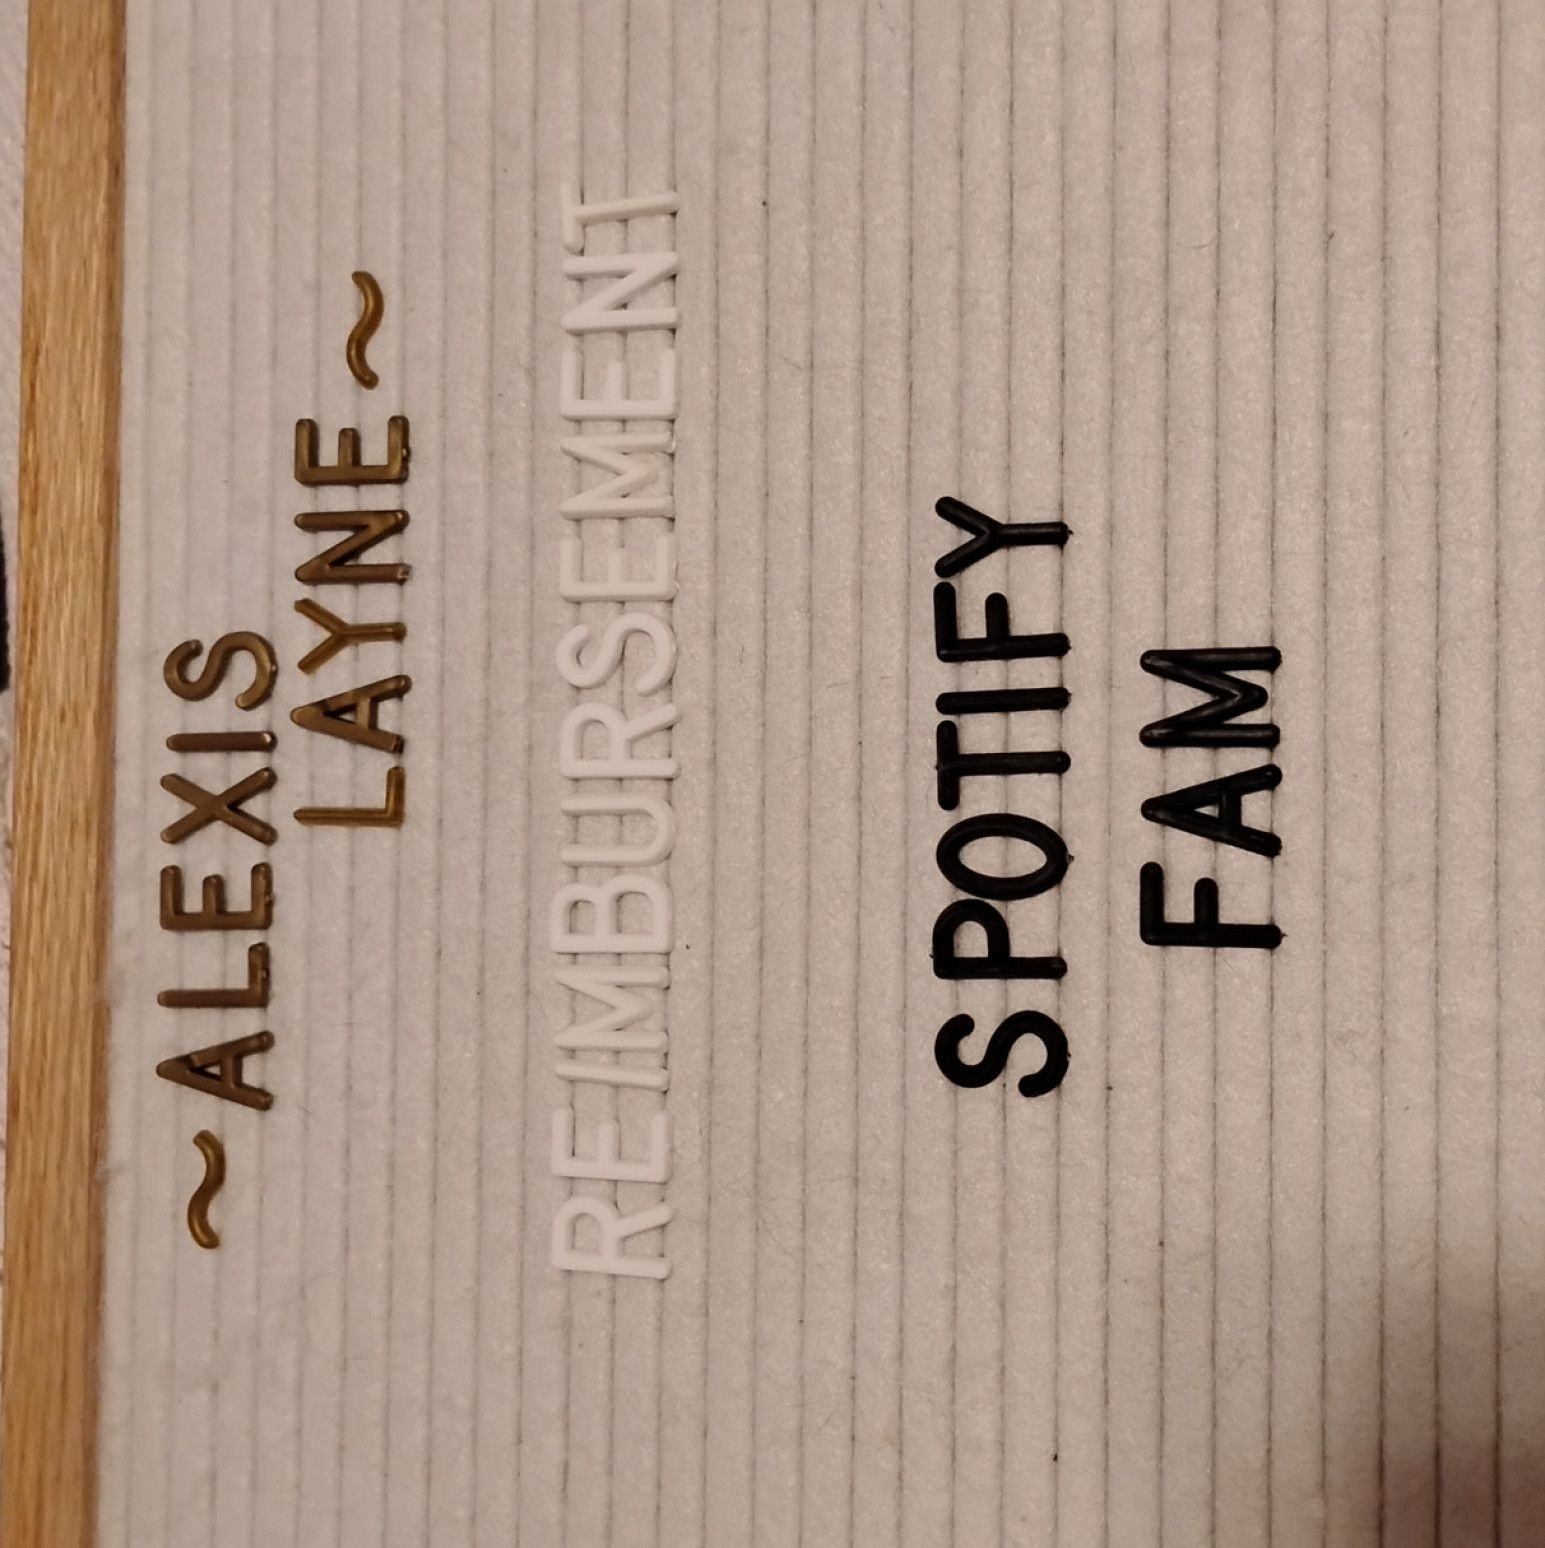 ~ALEXIS
LAYNE~
REIMBURSEMENT
SPOTIFY
FAM